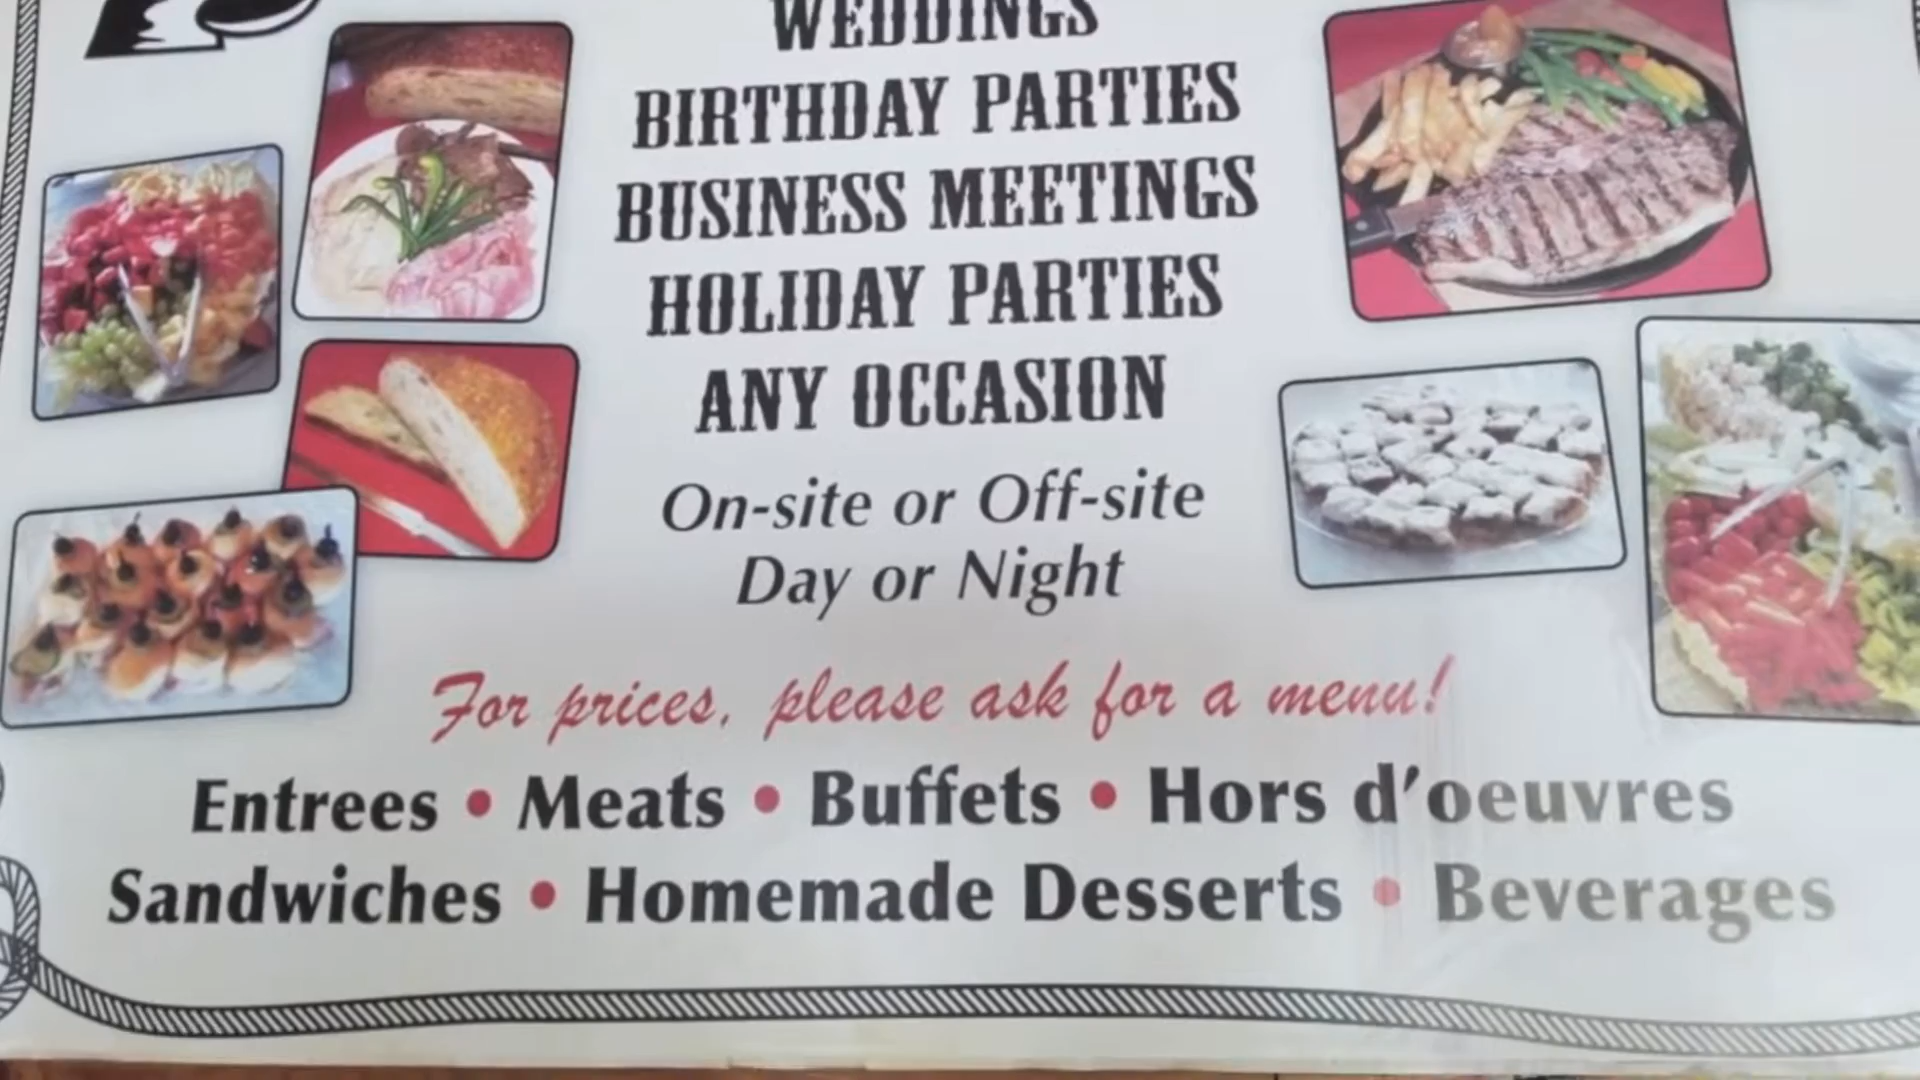 WEDDINGS
BIRTHDAY PARTIES
BUSINESS MEETINGS
HOLIDAY PARTIES
ANY OCCASION
On-site or Off-site
Day or Night
For prices, please ask for a menu!
Entrees • Meats • Buffets • Hors d'oeuvres
Sandwiches • Homemade Desserts • Beverages